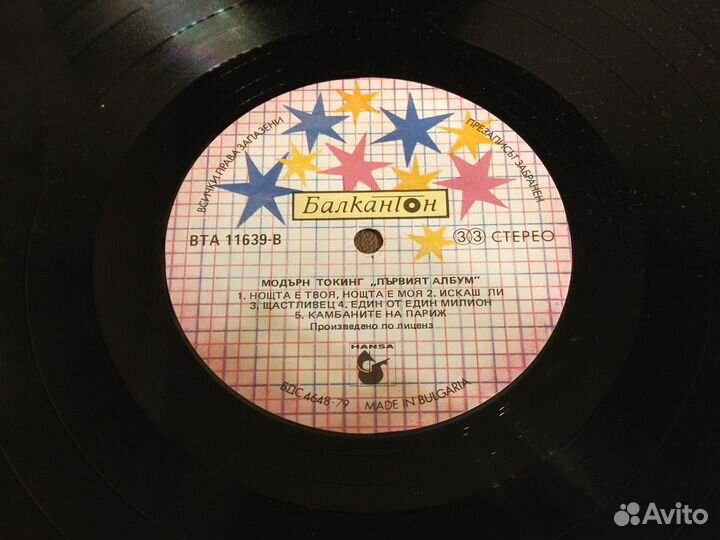 ВСИЧКИ ПРАВА ЗАПАЗЕНИ
ПРЕЗАПИСЪТ ЗАБРАНЕН
БалканТон
ВТА 11639-В
33 СТЕРЕО
МОДЪРН ТОКИНГ „ПЪРВИЯТ АЛБУМ"
1. НОЩТА Е ТВОЯ, НОЩТА Е МОЯ 2. ИСКАШ ЛИ
3. ЩАСТЛИВЕЦ 4. ЕДИН ОТ ЕДИН МИЛИОН
5. КАМБАНИТЕ НА ПАРИЖ
Произведено по лиценз
HANSA
БДС 4648-79 MADE IN BULGARIA
Avito